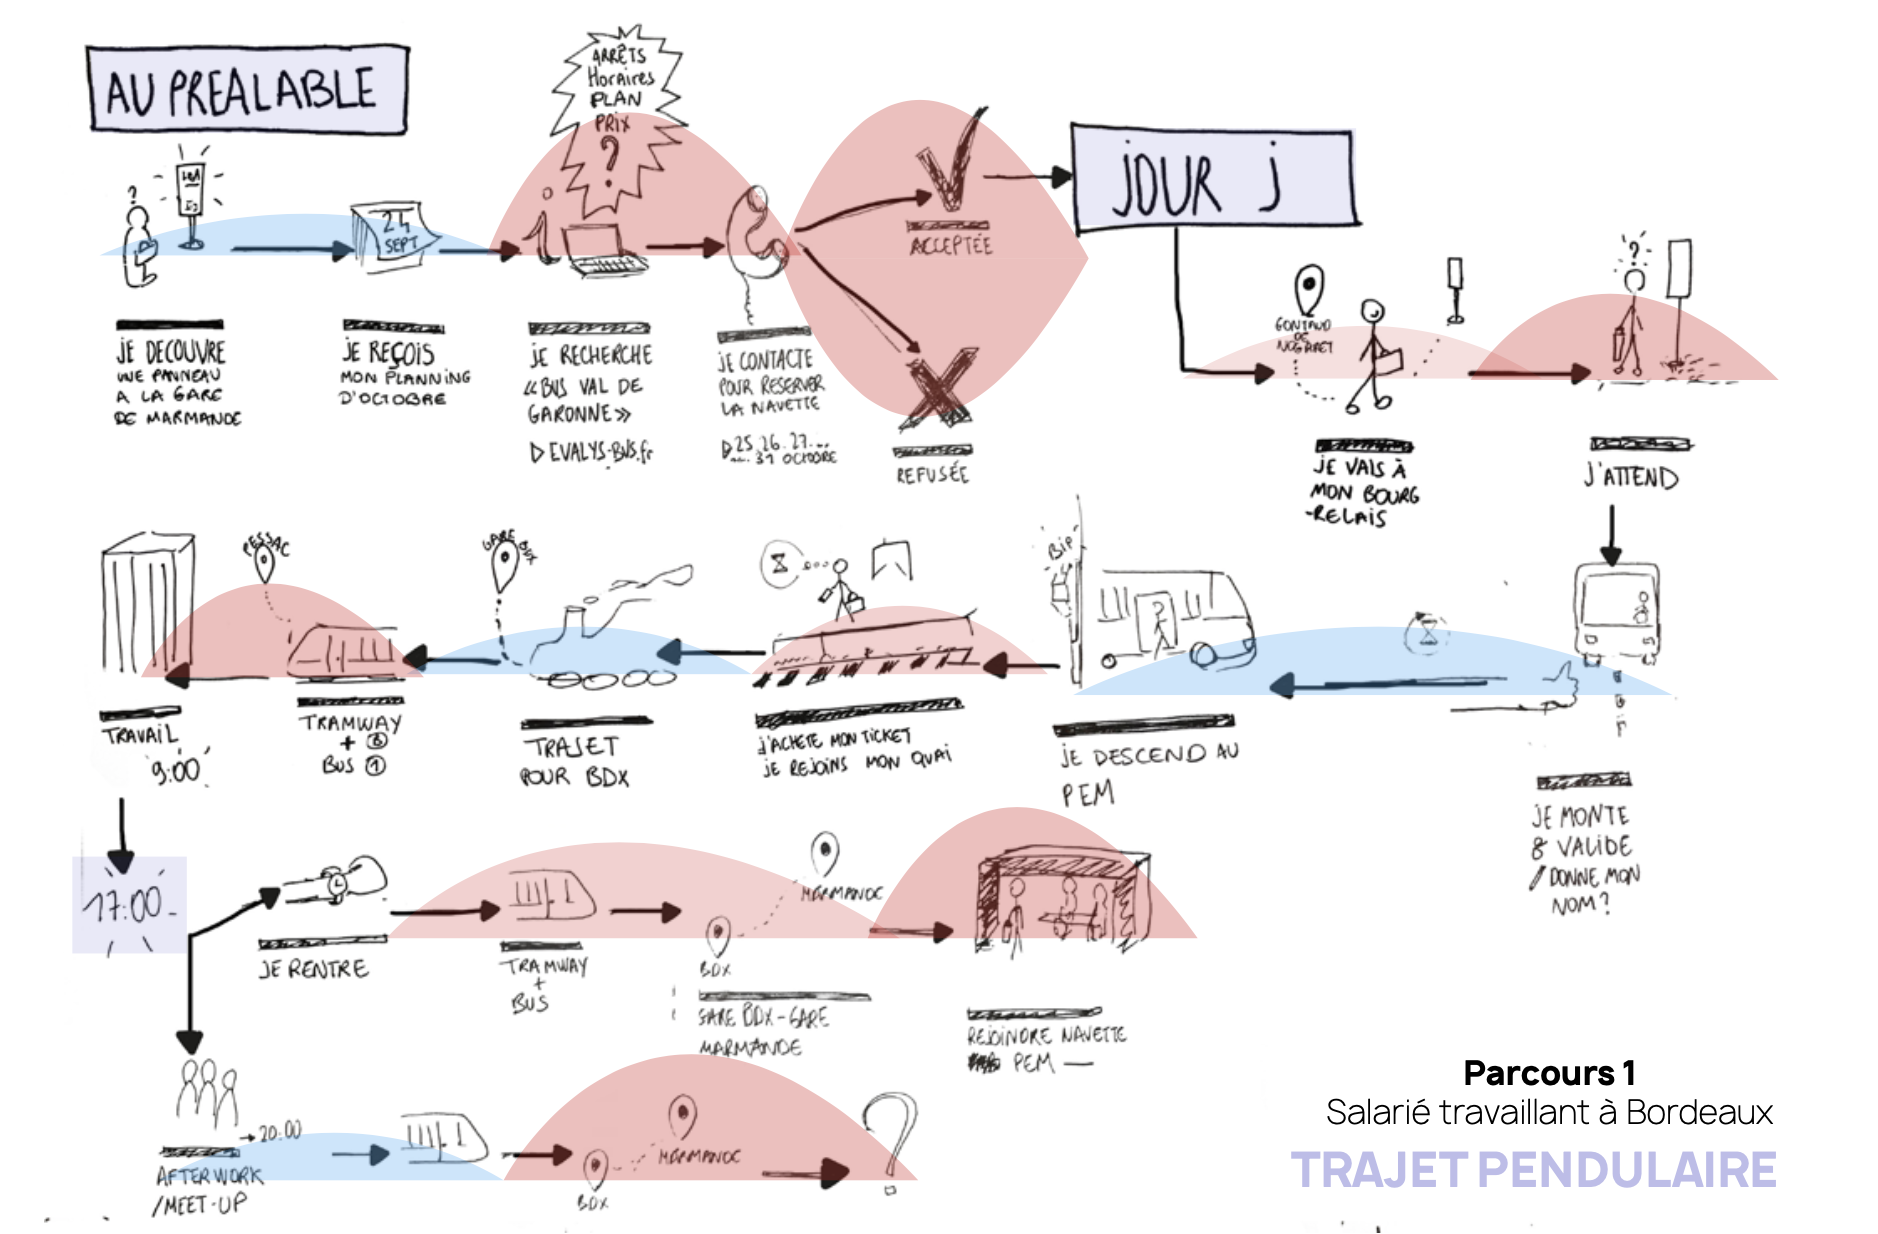 AU PREALABLE
ARRÊTS
HorAires
PLAN
PRIX
?
?
24
SEPT
JE DECOUVRE
UNE PANNEAU
A LA GARE
DE MARMANDE
JE REÇOIS
MON PLANNING
D'OCTOBRE
JE RECHERCHE
«BUS VAL DE
GARONNE»
EVALYS-BUS.fr
JE CONTACTE
POUR RESERVER
LA NAVETTE
25.26.27...
... 31 OCTOBRE
ACCEPTÉE
REFUSÉE
JOUR J
GONTAUD
DE
NOGARET
?
JE VAIS À
MON BOURG
-RELAIS
J'ATTEND
JE MONTE
& VALIDE
/ DONNE MON
NOM?
Bip
JE DESCEND AU
PEM
J'ACHETE MON TICKET
JE REJOINS MON QUAI
GARE BDX
TRAJET
POUR BDX
PESSAC
TRAMWAY
+ B
BUS 1
TRAVAIL
9:00
17:00
JE RENTRE
TRAMWAY
+
BUS
MARMANDE
BDX
GARE BDX-GARE
MARMANDE
REJOINDRE NAVETTE
PEM
→20:00
AFTERWORK
/MEET-UP
MARMANDE
BDX
?
Parcours 1
Salarié travaillant à Bordeaux
TRAJET PENDULAIRE